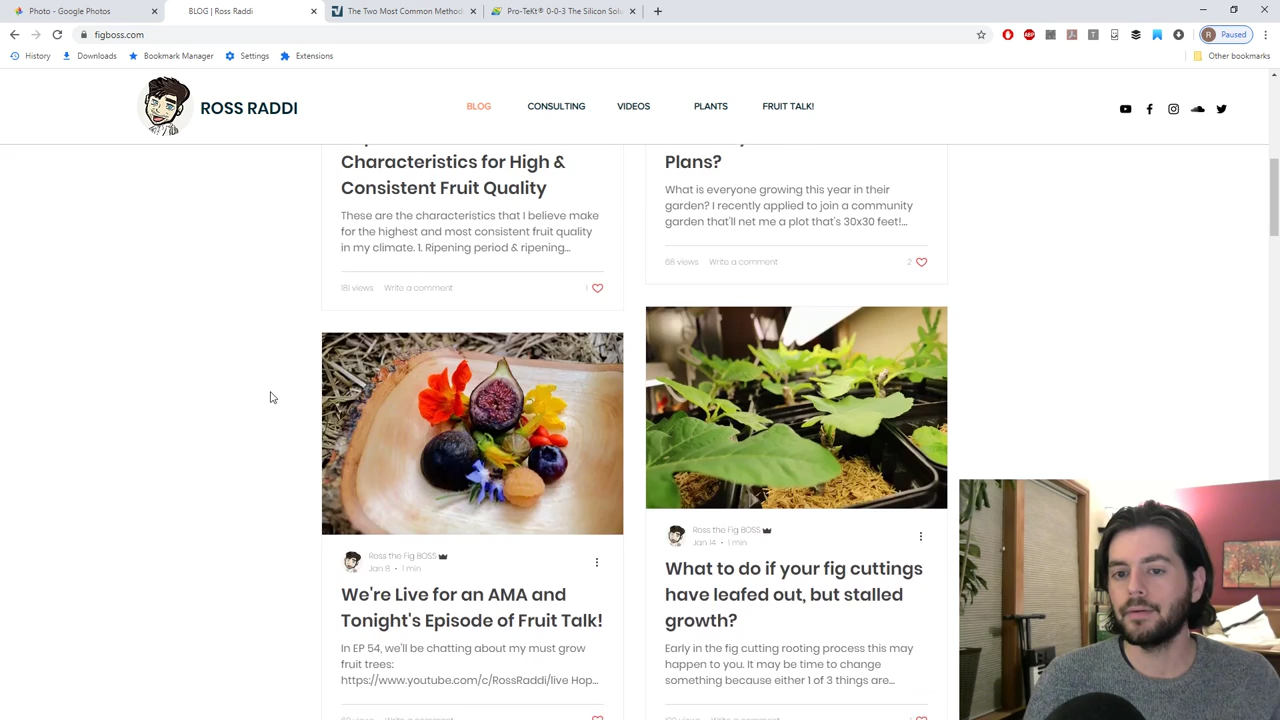 Photo - Google Photos
BLOG | Ross Raddi
The Two Most Common Method
Pro-TeKt® 0-0-3 The Silicon Solu
figboss.com
Paused
History
Downloads
Bookmark Manager
Settings
Extensions
Other bookmarks
ROSS RADDI
BLOG
CONSULTING
VIDEOS
PLANTS
FRUIT TALK!
Characteristics for High &
Consistent Fruit Quality
These are the characteristics that I believe make
for the highest and most consistent fruit quality
in my climate. 1. Ripening period & ripening...
181 views Write a comment 1
Plans?
What is everyone growing this year in their
garden? I recently applied to join a community
garden that'll net me a plot that's 30x30 feet!...
68 views Write a comment 2
Ross the Fig BOSS
Jan 8 • 1 min
We're Live for an AMA and
Tonight's Episode of Fruit Talk!
In EP 54, we'll be chatting about my must grow
fruit trees:
https://www.youtube.com/c/RossRaddi/live Hop...
Ross the Fig BOSS
Jan 14 • 1 min
What to do if your fig cuttings
have leafed out, but stalled
growth?
Early in the fig cutting rooting process this may
happen to you. It may be time to change
something because either 1 of 3 things are...